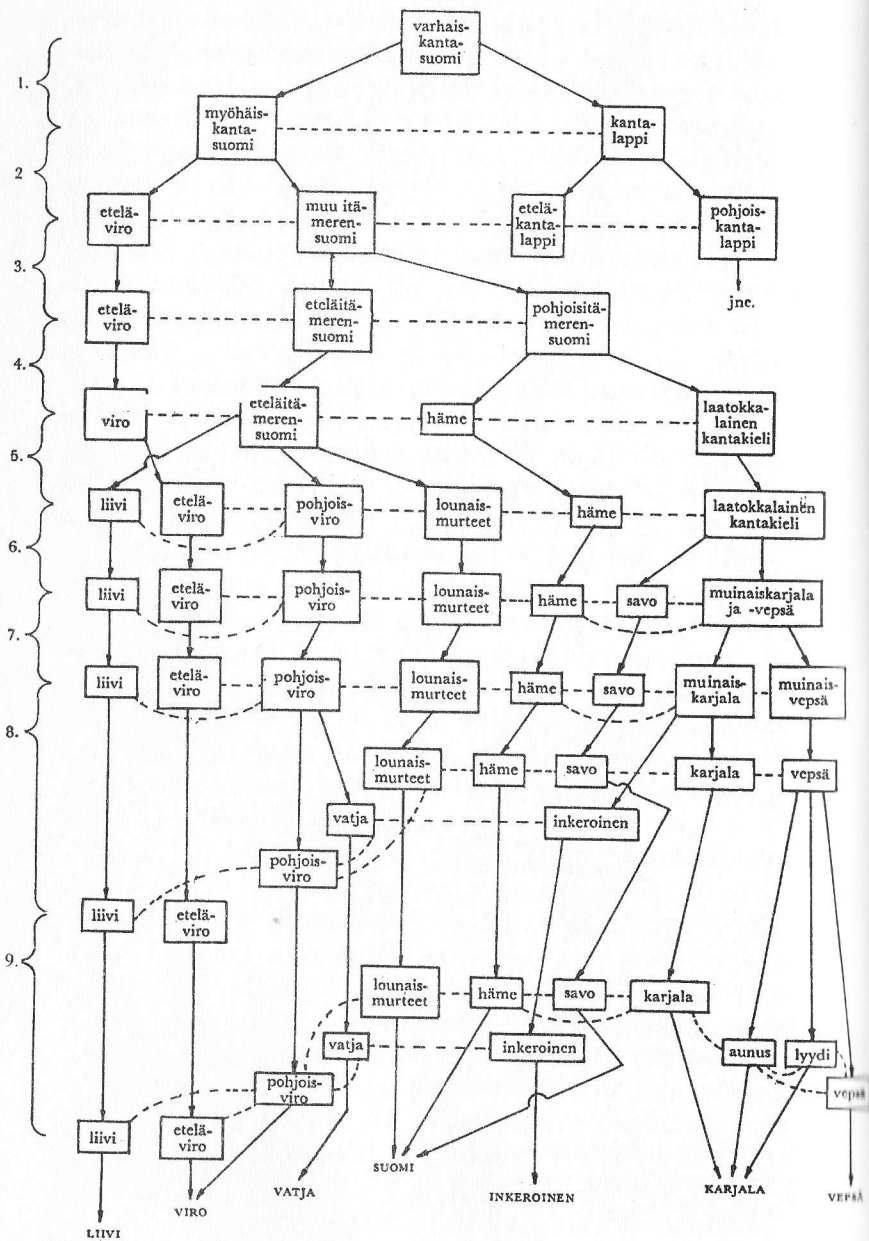 varhais-
kanta-
suomi
1.
myöhäis-
kanta-
suomi
kanta-
lappi
2
etelä-
viro
muu itä-
meren-
suomi
etelä-
kanta-
lappi
pohjois-
kanta-
lappi
3.
jne.
etelä-
viro
eteläitä-
meren-
suomi
pohjoisitä-
meren-
suomi
4.
viro
eteläitä-
meren-
suomi
häme
laatokka-
lainen
kantakieli
5.
liivi
etelä-
viro
pohjois-
viro
lounais-
murteet
häme
laatokkalainen
kantakieli
6.
liivi
etelä-
viro
pohjois-
viro
lounais-
murteet
häme
savo
muinaiskarjala
ja -vepsä
7.
liivi
etelä-
viro
pohjois-
viro
lounais-
murteet
häme
savo
muinais-
karjala
muinais-
vepsä
8.
lounais-
murteet
häme
savo
karjala
vepsä
vatja
inkeroinen
pohjois-
viro
liivi
etelä-
viro
9.
lounais-
murteet
häme
savo
karjala
vatja
inkeroinen
aunus
lyydi
pohjois-
viro
vepsä
liivi
etelä-
viro
SUOMI
VATJA
INKEROINEN
KARJALA
VEPSÄ
VIRO
LIIVI